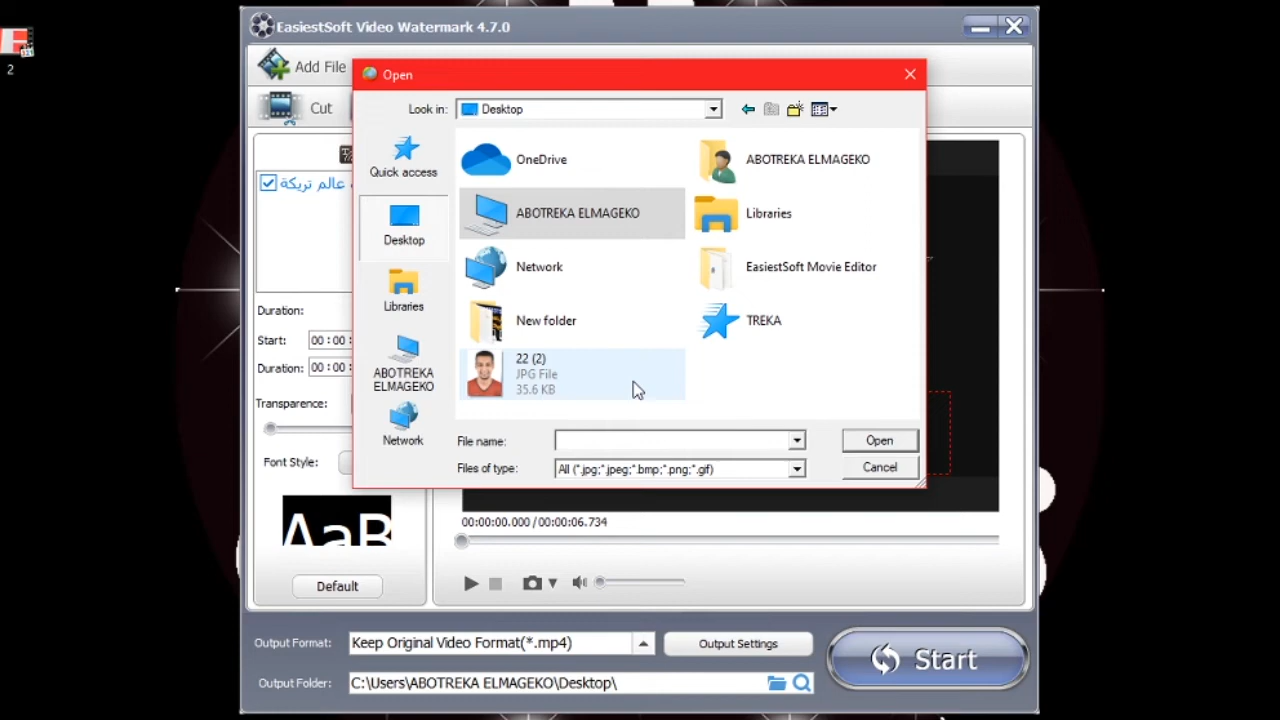 EasiestSoft Video Watermark 4.7.0
2
Add File
Open
Look in:
Desktop
Cut
Quick access
OneDrive
ABOTREKA ELMAGEKO
عالم تريكة
Desktop
ABOTREKA ELMAGEKO
Libraries
Network
EasiestSoft Movie Editor
Libraries
Duration:
New folder
TREKA
Start:
00 : 00 :
Duration:
00 : 00 :
ABOTREKA
ELMAGEKO
22 (2)
JPG File
35.6 KB
Transparence:
Network
File name:
Open
Font Style:
Files of type:
All (*.jpg;*.jpeg;*.bmp;*.png;*.gif)
Cancel
AaB
00:00:00.000 / 00:00:06.734
Default
Output Format:
Keep Original Video Format(*.mp4)
Output Settings
Start
Output Folder:
C:\Users\ABOTREKA ELMAGEKO\Desktop\